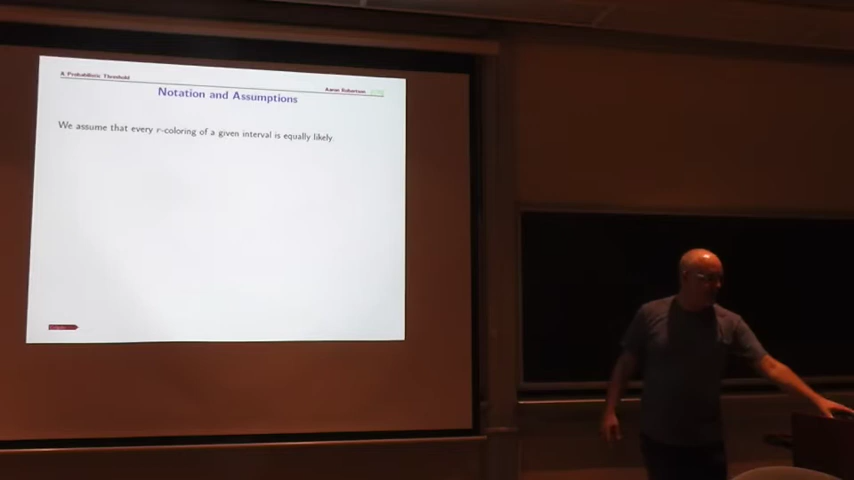 A Probabilistic Threshold
Aaron Robertson
Notation and Assumptions
We assume that every r-coloring of a given interval is equally likely.